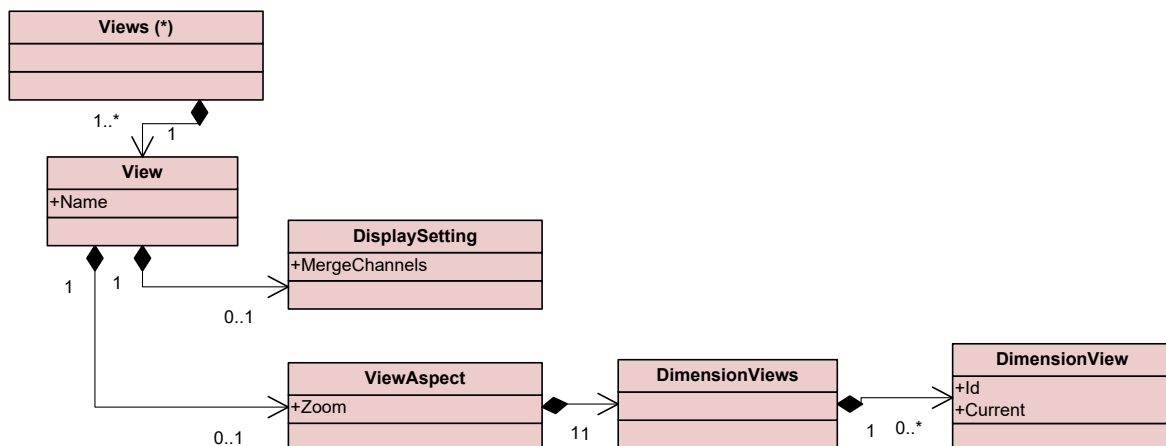 Views (*)
1..*
1
View
+Name
DisplaySetting
+MergeChannels
1
1
0..1
ViewAspect
+Zoom
DimensionViews
DimensionView
+Id
+Current
0..1
11
1
0..*